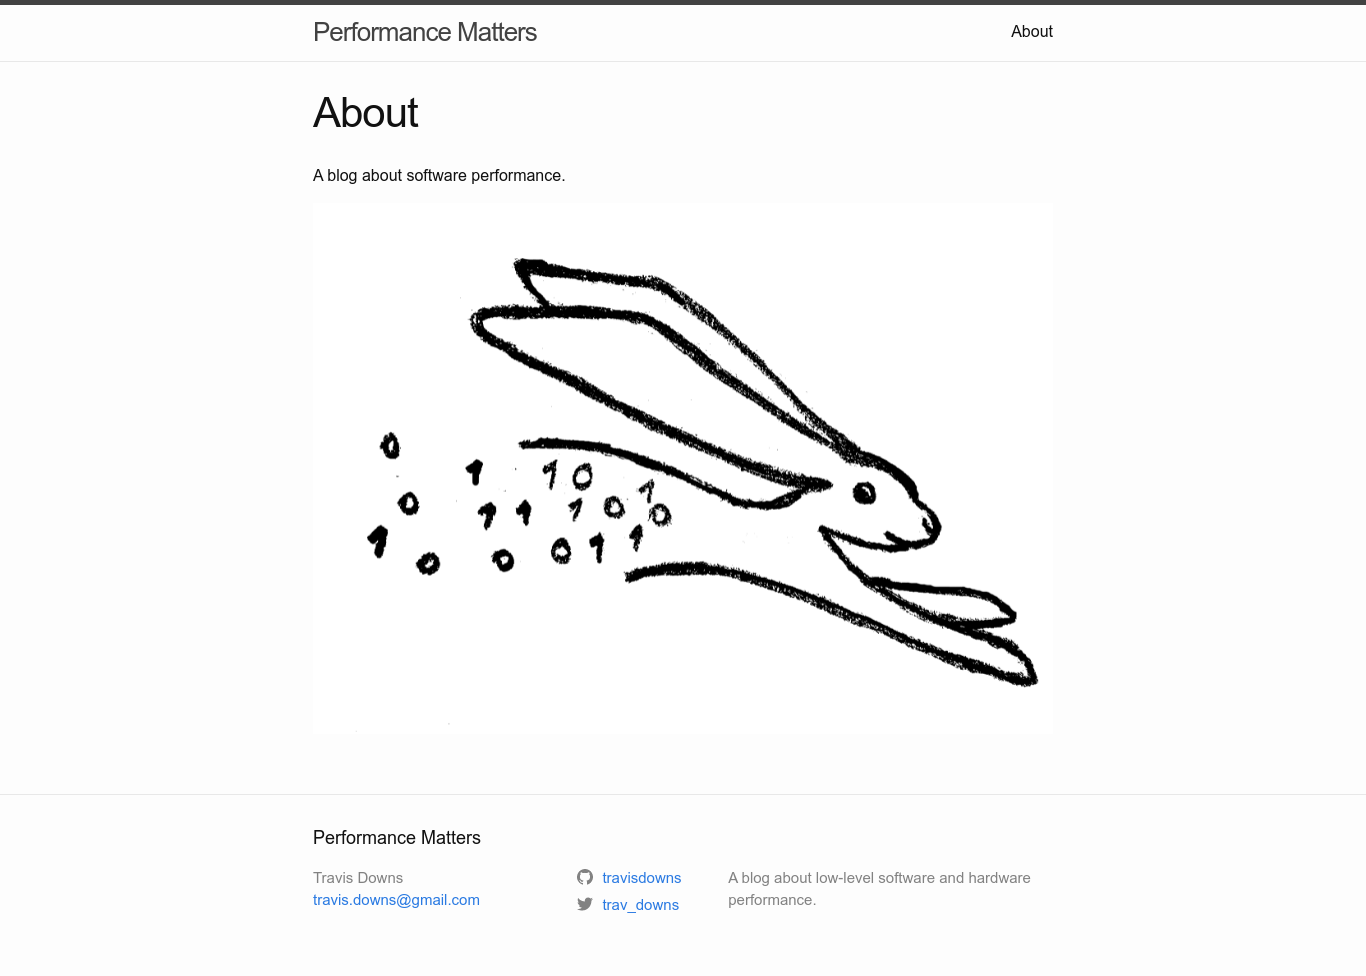 Performance Matters
About
About
A blog about software performance.
0 1 1 0 1
0 1 1 1 0 0
1 0 0 0 1 1
Performance Matters
Travis Downs
travis.downs@gmail.com
travisdowns
trav_downs
A blog about low-level software and hardware
performance.